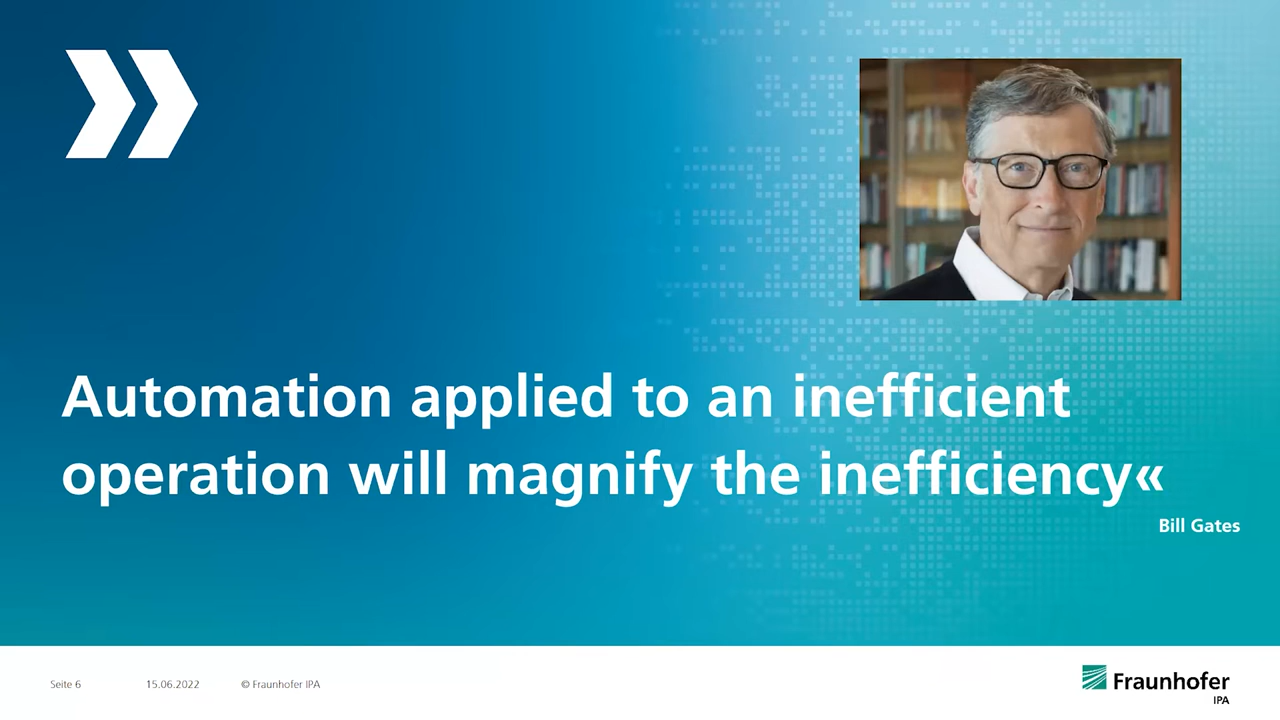 Automation applied to an inefficient
operation will magnify the inefficiency«
Bill Gates
Seite 6
15.06.2022
© Fraunhofer IPA
Fraunhofer
IPA